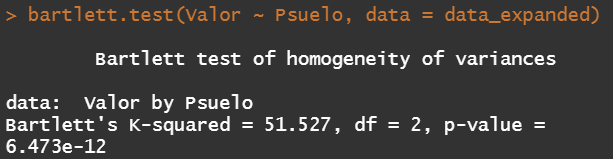 > bartlett.test(Valor ~ Psuelo, data = data_expanded)
Bartlett test of homogeneity of variances
data:  Valor by Psuelo
Bartlett's K-squared = 51.527, df = 2, p-value =
6.473e-12